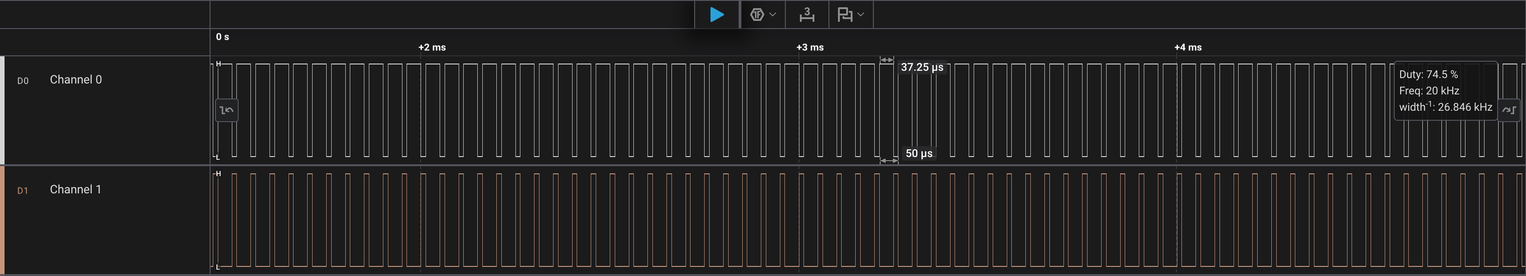 3
0 s
+2 ms
+3 ms
+4 ms
D0
Channel 0
H
L
37.25 µs
50 µs
Duty: 74.5 %
Freq: 20 kHz
width-1: 26.846 kHz
D1
Channel 1
H
L